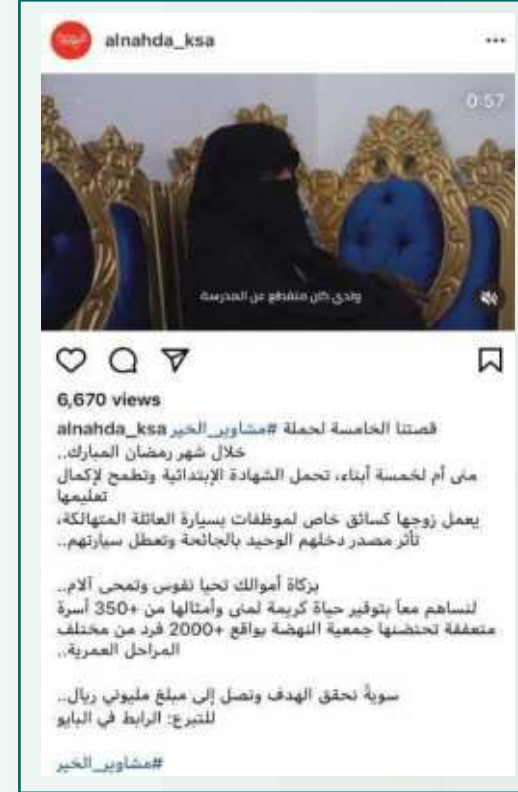 alnahda_ksa
0:57
ولدي كان منقطع عن المدرسة
6,670 views
alnahda_ksa قصتنا الخامسة لحملة #مشاوير_الخير
خلال شهر رمضان المبارك..
منى أم لخمسة أبناء، تحمل الشهادة الإبتدائية وتطمح لإكمال
تعليمها
يعمل زوجها كسائق خاص لموظفات بسيارة العائلة المتهالكة،
تأثر مصدر دخلهم الوحيد بالجائحة وتعطل سيارتهم..
بزكاة أموالك تحيا نفوس وتمحى آلام..
لنساهم معاً بتوفير حياة كريمة لمنى وأمثالها من +350 أسرة
متعففة تحتضنها جمعية النهضة بواقع +2000 فرد من مختلف
المراحل العمرية..
سويةً نحقق الهدف ونصل إلى مبلغ مليوني ريال..
للتبرع: الرابط في البايو
#مشاوير_الخير